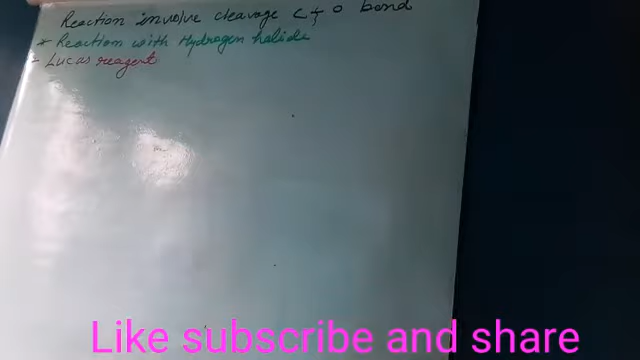 Reaction involve cleavage C ┼ O bond
* Reaction with Hydrogen halide
- Lucas reagent
Like subscribe and share